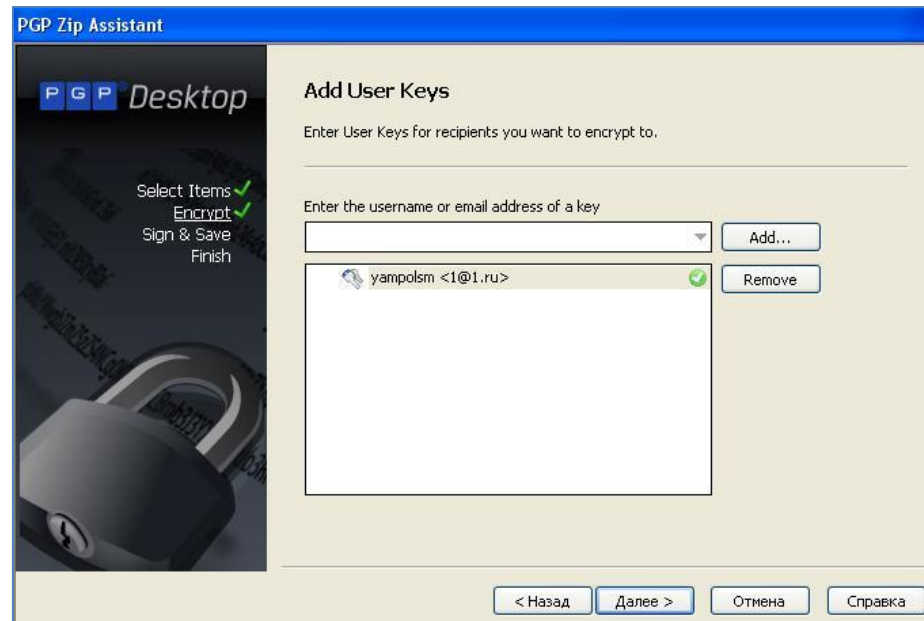 PGP Zip Assistant
PGP® Desktop
Select Items
Encrypt
Sign & Save
Finish
Add User Keys
Enter User Keys for recipients you want to encrypt to.
Enter the username or email address of a key
Add...
yampolsm <1@1.ru>
Remove
< Назад
Далее >
Отмена
Справка